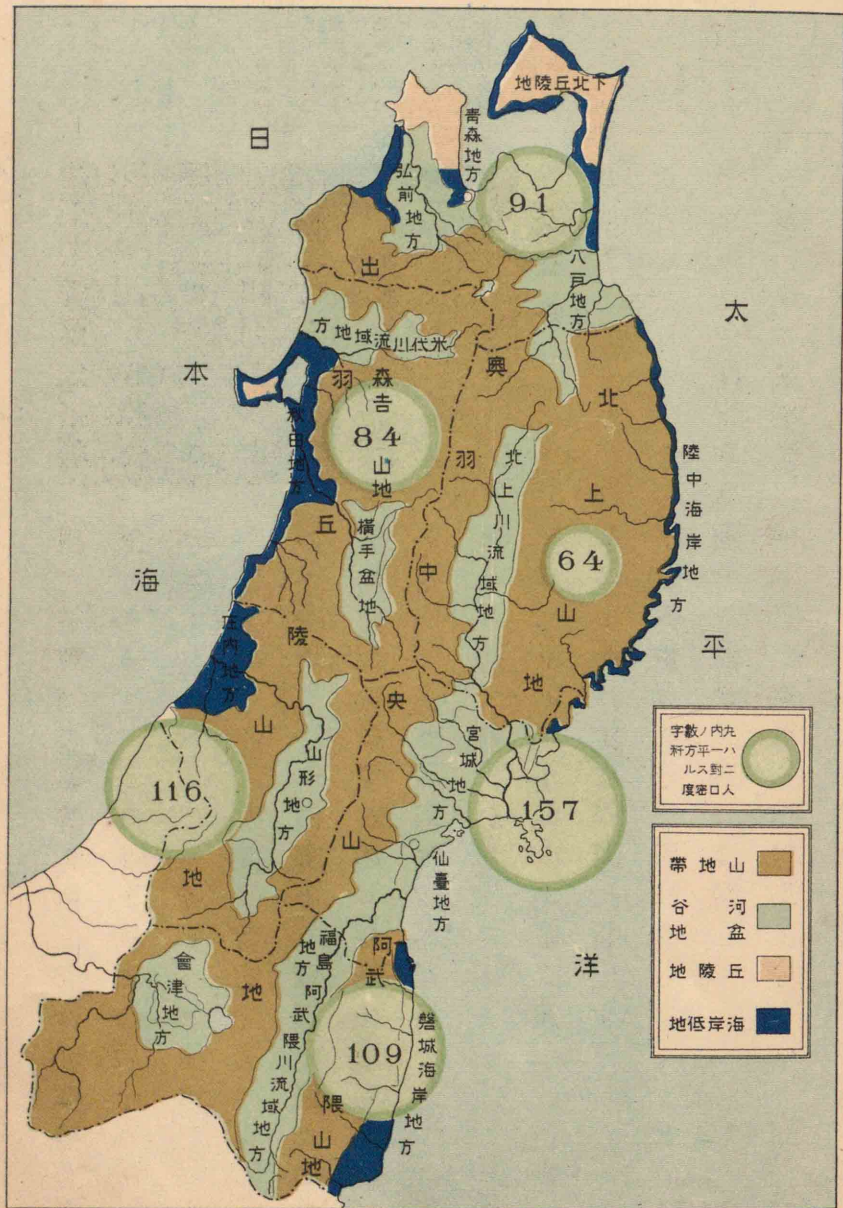 下北丘陵地
青森地方
弘前地方
91
八戸地方
日本海
太平洋
出羽丘陵山地
奧羽中央山地
北上山地
米代川流域地方
森吉山地
84
秋田地方
北上川流域地方
陸中海岸地方
橫手盆地
64
庄內地方
宮城地方
山形地方
116
157
仙臺地方
福島地方
阿武隈川流域地方
阿武隈山地
會津地方
109
磐城海岸地方
丸內ノ數字
ハ一平方粁
ニ對スル
人口密度
山地帶
河谷
盆地
丘陵地
海岸低地